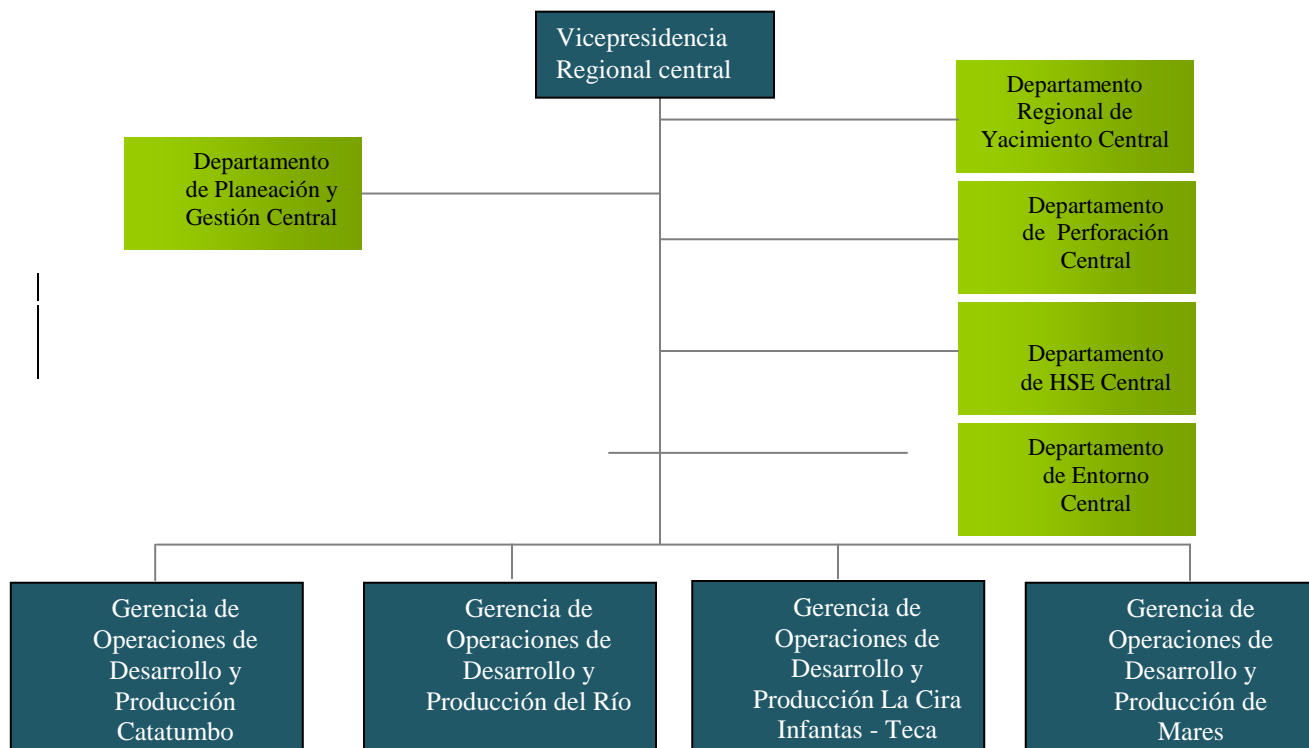 Vicepresidencia
Regional central
Departamento
Regional de
Yacimiento Central
Departamento
de Planeación y
Gestión Central
Departamento
de Perforación
Central
Departamento
de HSE Central
Departamento
de Entorno
Central
Gerencia de
Operaciones de
Desarrollo y
Producción
Catatumbo
Gerencia de
Operaciones de
Desarrollo y
Producción del Río
Gerencia de
Operaciones de
Desarrollo y
Producción La Cira
Infantas - Teca
Gerencia de
Operaciones de
Desarrollo y
Producción de
Mares